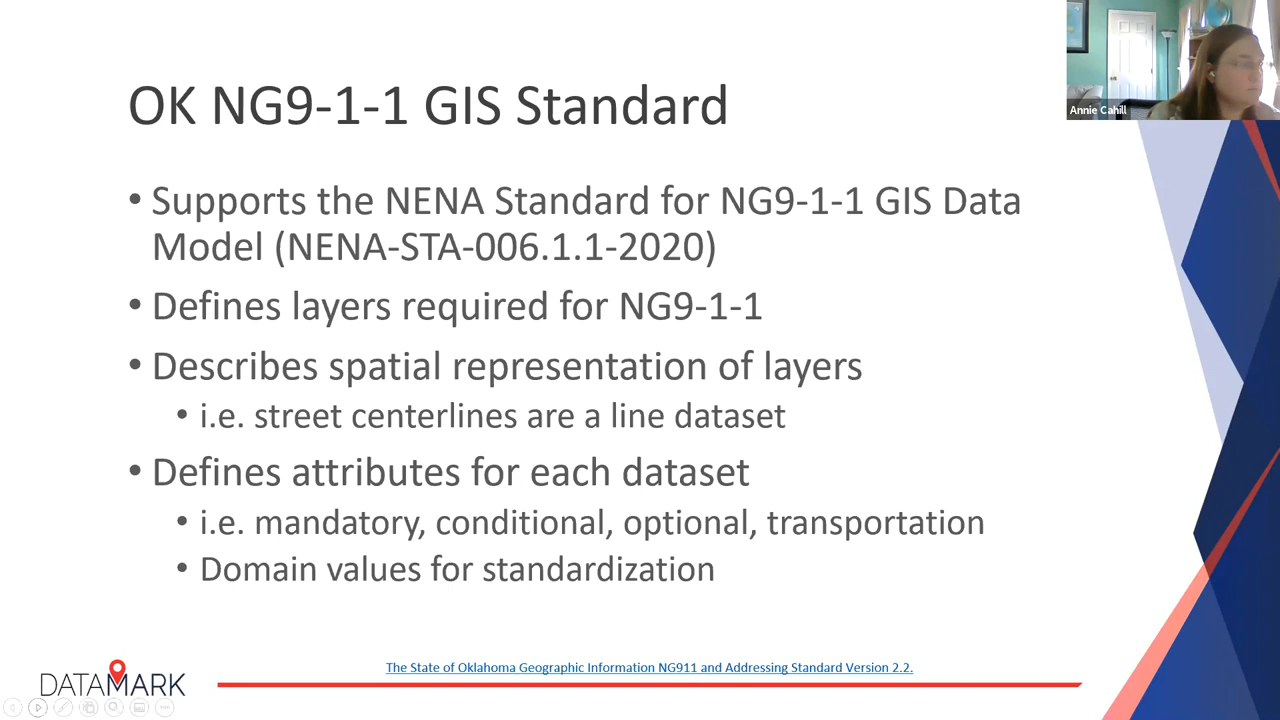 Annie Cahill
OK NG9-1-1 GIS Standard
• Supports the NENA Standard for NG9-1-1 GIS Data
Model (NENA-STA-006.1.1-2020)
• Defines layers required for NG9-1-1
• Describes spatial representation of layers
• i.e. street centerlines are a line dataset
• Defines attributes for each dataset
• i.e. mandatory, conditional, optional, transportation
• Domain values for standardization
The State of Oklahoma Geographic Information NG911 and Addressing Standard Version 2.2.
DATAMARK